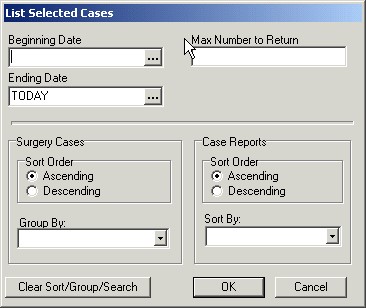 List Selected Cases
Beginning Date
Max Number to Return
...
Ending Date
TODAY
...
Surgery Cases
Case Reports
Sort Order
Sort Order
Ascending
Ascending
Descending
Descending
Group By:
Sort By:
Clear Sort/Group/Search
OK
Cancel